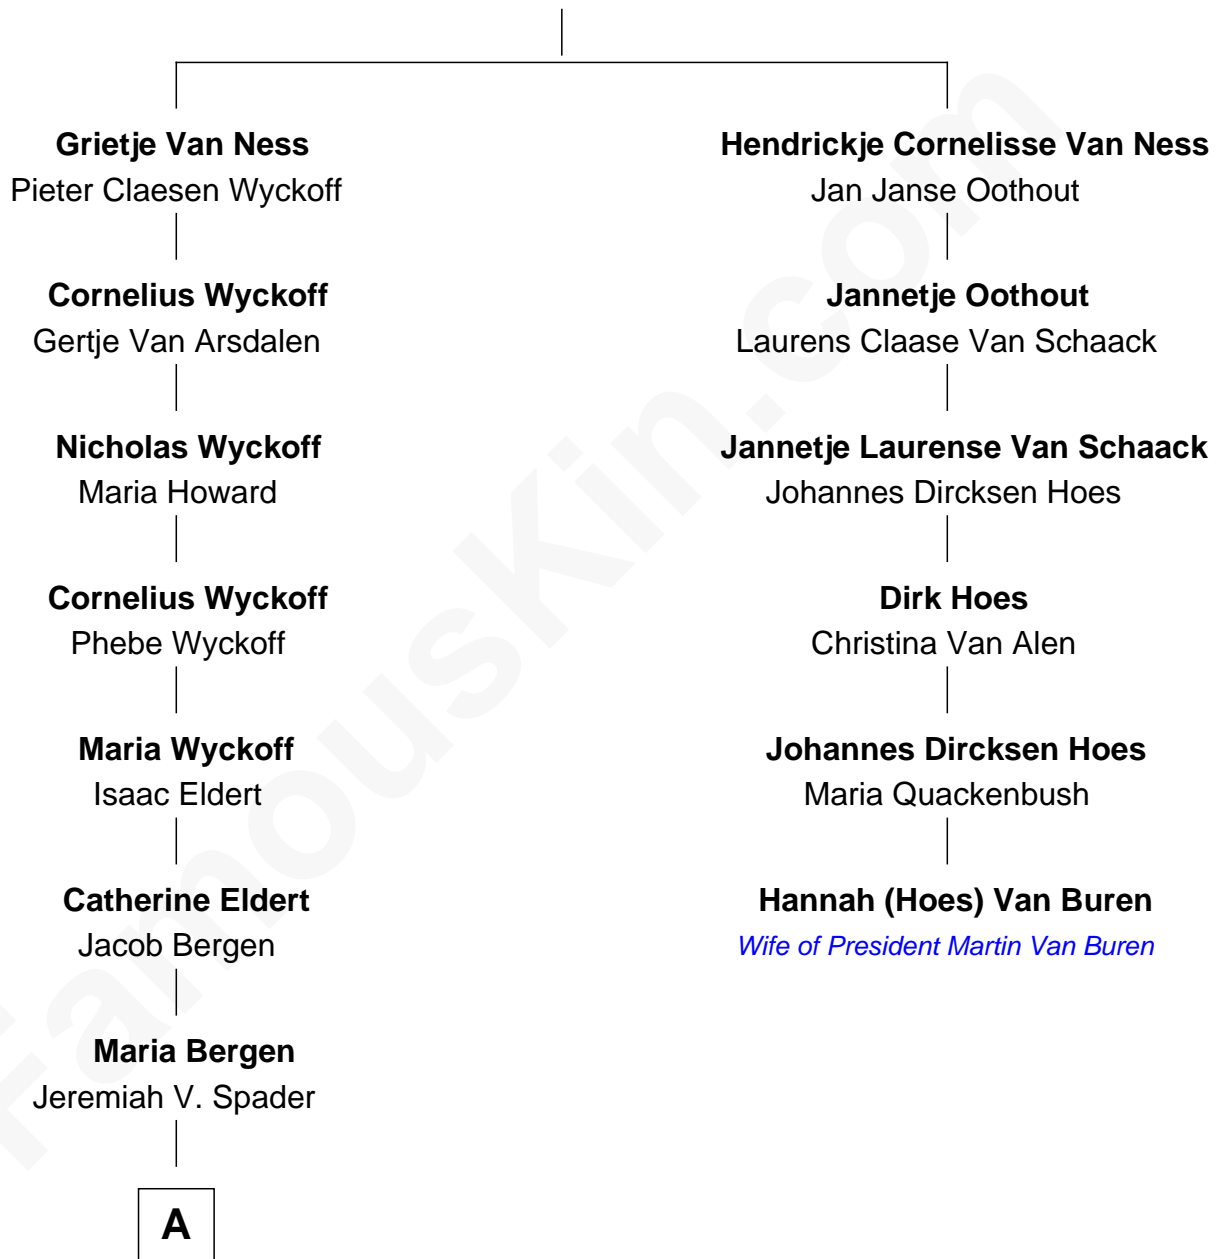 Grietje Van Ness
Pieter Claesen Wyckoff
Cornelius Wyckoff
Gertje Van Arsdalen
Nicholas Wyckoff
Maria Howard
Cornelius Wyckoff
Phebe Wyckoff
Maria Wyckoff
Isaac Eldert
Catherine Eldert
Jacob Bergen
Maria Bergen
Jeremiah V. Spader
A
Hendrickje Cornelisse Van Ness
Jan Janse Oothout
Jannetje Oothout
Laurens Claase Van Schaack
Jannetje Laurense Van Schaack
Johannes Dircksen Hoes
Dirk Hoes
Christina Van Alen
Johannes Dircksen Hoes
Maria Quackenbush
Hannah (Hoes) Van Buren
Wife of President Martin Van Buren
FamousKin.com